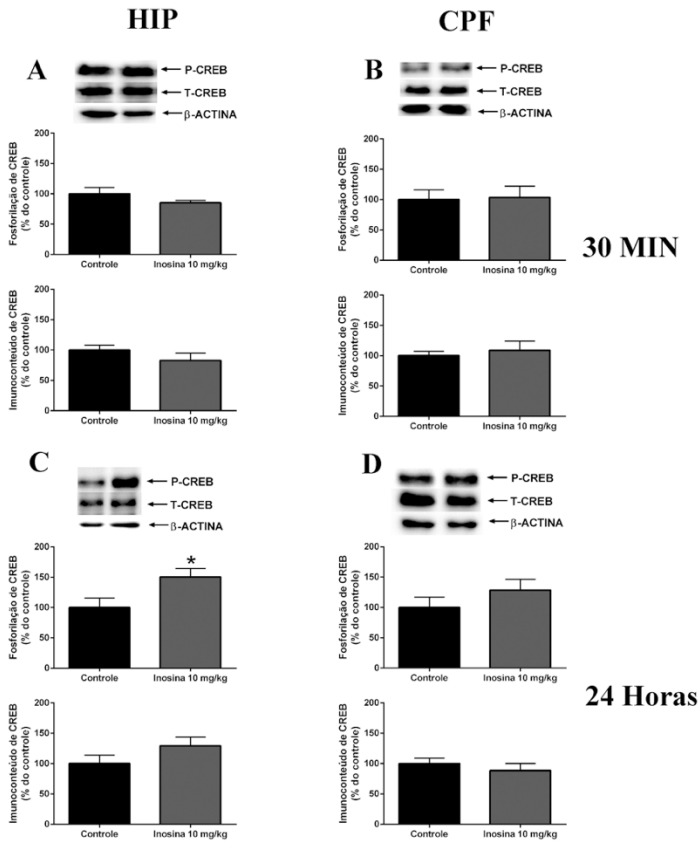 HIP
CPF
A
P-CREB
T-CREB
β-ACTINA
Fosforilação de CREB
(% do controle)
200
150
100
50
0
Controle
Inosina 10 mg/kg
Imunoconteúdo de CREB
(% do controle)
200
150
100
50
0
Controle
Inosina 10 mg/kg
B
P-CREB
T-CREB
β-ACTINA
Fosforilação de CREB
(% do controle)
200
150
100
50
0
Controle
Inosina 10 mg/kg
Imunoconteúdo de CREB
(% do controle)
200
150
100
50
0
Controle
Inosina 10 mg/kg
30 MIN
C
P-CREB
T-CREB
β-ACTINA
Fosforilação de CREB
(% do controle)
200
150
100
50
0
*
Controle
Inosina 10 mg/kg
Imunoconteúdo de CREB
(% do controle)
200
150
100
50
0
Controle
Inosina 10 mg/kg
D
P-CREB
T-CREB
β-ACTINA
Fosforilação de CREB
(% do controle)
200
150
100
50
0
Controle
Inosina 10 mg/kg
Imunoconteúdo de CREB
(% do controle)
200
150
100
50
0
Controle
Inosina 10 mg/kg
24 Horas